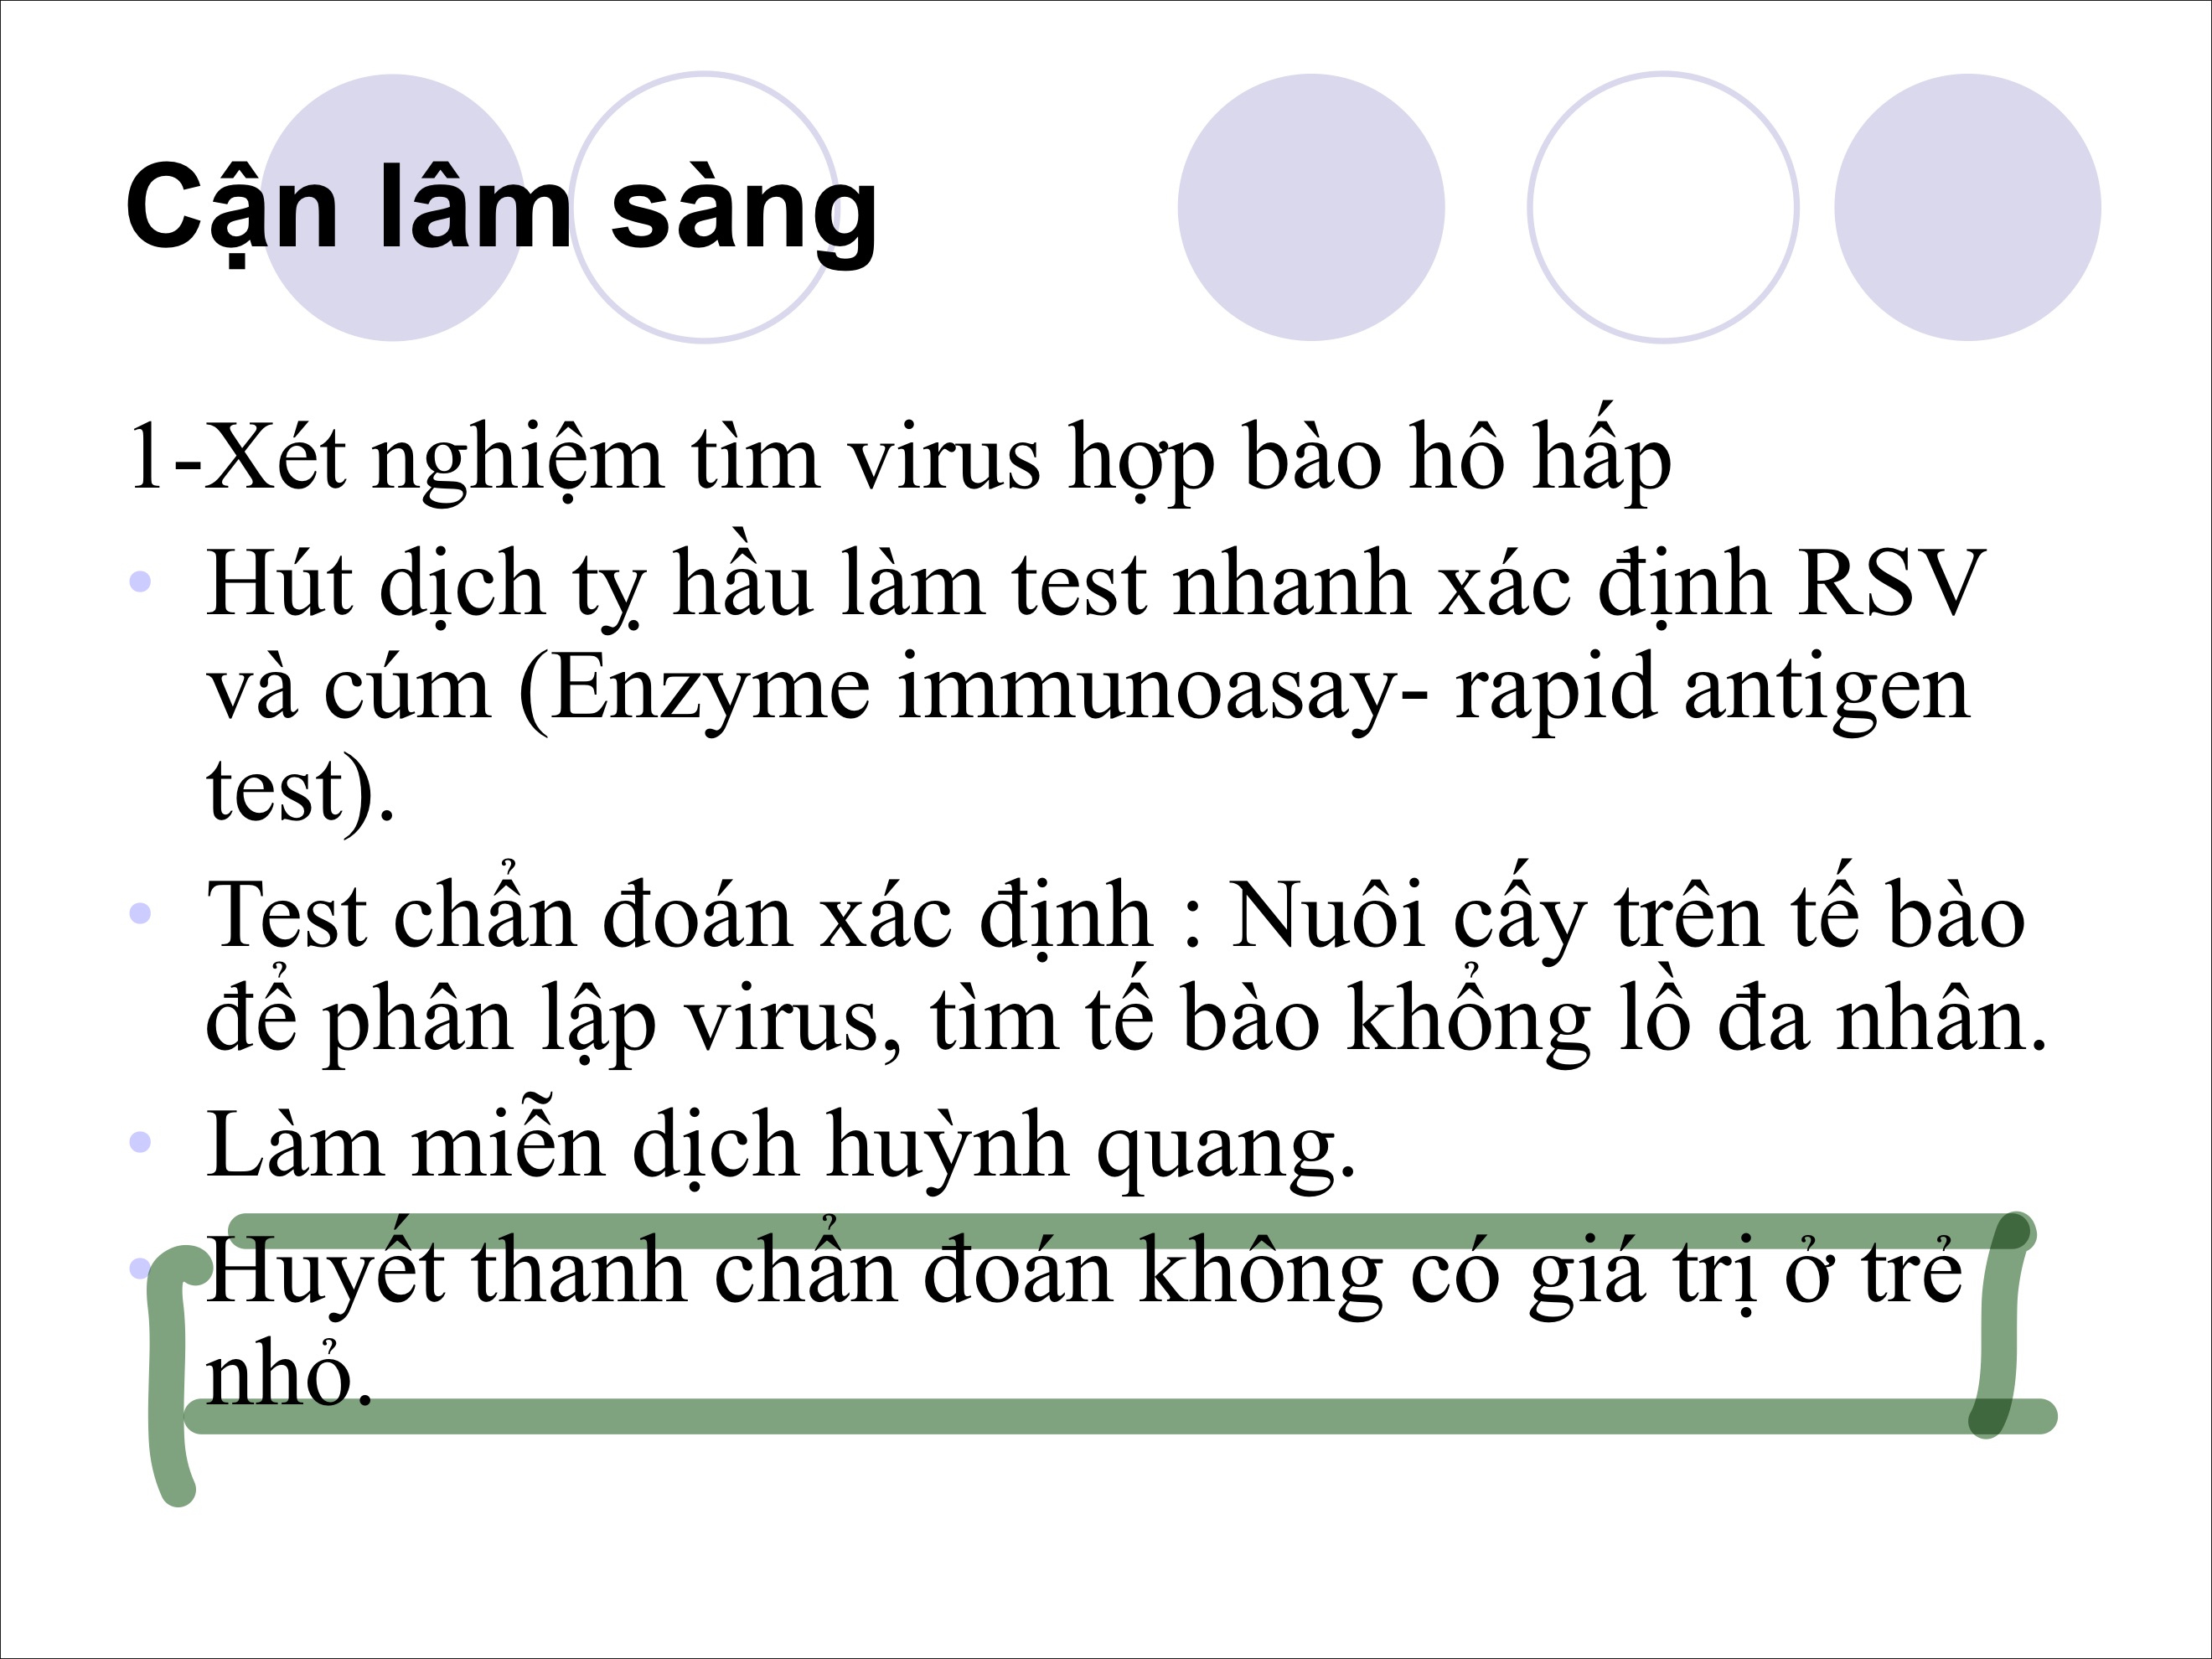 Cận lâm sàng
1-Xét nghiệm tìm virus hợp bào hô hấp
• Hút dịch tỵ hầu làm test nhanh xác định RSV
và cúm (Enzyme immunoasay- rapid antigen
test).
• Test chẩn đoán xác định : Nuôi cấy trên tế bào
để phân lập virus, tìm tế bào khổng lồ đa nhân.
• Làm miễn dịch huỳnh quang.
• Huyết thanh chẩn đoán không có giá trị ở trẻ
nhỏ.